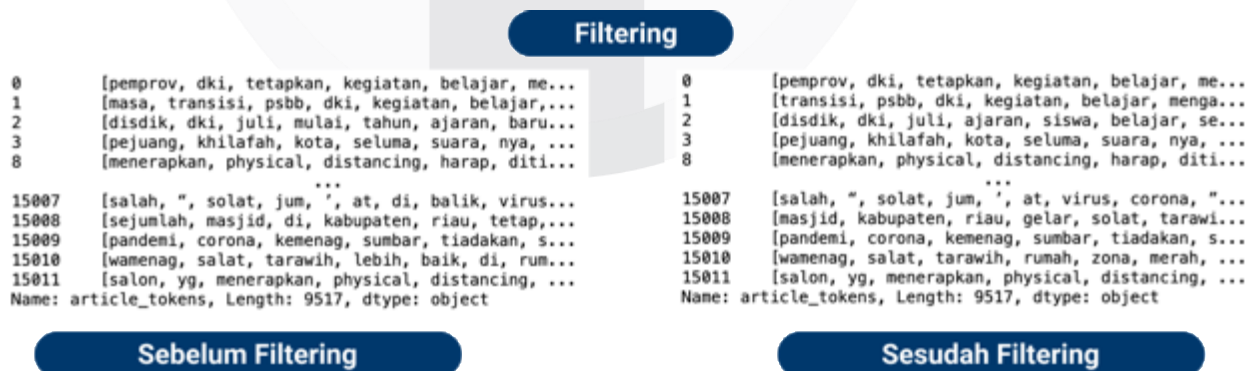 Filtering
0 [pemprov, dki, tetapkan, kegiatan, belajar, me...
1 [masa, transisi, psbb, dki, kegiatan, belajar,...
2 [disdik, dki, juli, mulai, tahun, ajaran, baru...
3 [pejuang, khilafah, kota, seluma, suara, nya, ...
8 [menerapkan, physical, distancing, harap, diti...
...
15007 [salah, ", solat, jum, ', at, di, balik, virus...
15008 [sejumlah, masjid, di, kabupaten, riau, tetap,...
15009 [pandemi, corona, kemenag, sumbar, tiadakan, s...
15010 [wamenag, salat, tarawih, lebih, baik, di, rum...
15011 [salon, yg, menerapkan, physical, distancing, ...
Name: article_tokens, Length: 9517, dtype: object
Sebelum Filtering
0 [pemprov, dki, tetapkan, kegiatan, belajar, me...
1 [transisi, psbb, dki, kegiatan, belajar, menga...
2 [disdik, dki, juli, ajaran, siswa, belajar, se...
3 [pejuang, khilafah, kota, seluma, suara, nya, ...
8 [menerapkan, physical, distancing, harap, diti...
...
15007 [salah, ", solat, jum, ', at, virus, corona, "...
15008 [masjid, kabupaten, riau, gelar, solat, tarawi...
15009 [pandemi, corona, kemenag, sumbar, tiadakan, s...
15010 [wamenag, salat, tarawih, rumah, zona, merah, ...
15011 [salon, yg, menerapkan, physical, distancing, ...
Name: article_tokens, Length: 9517, dtype: object
Sesudah Filtering